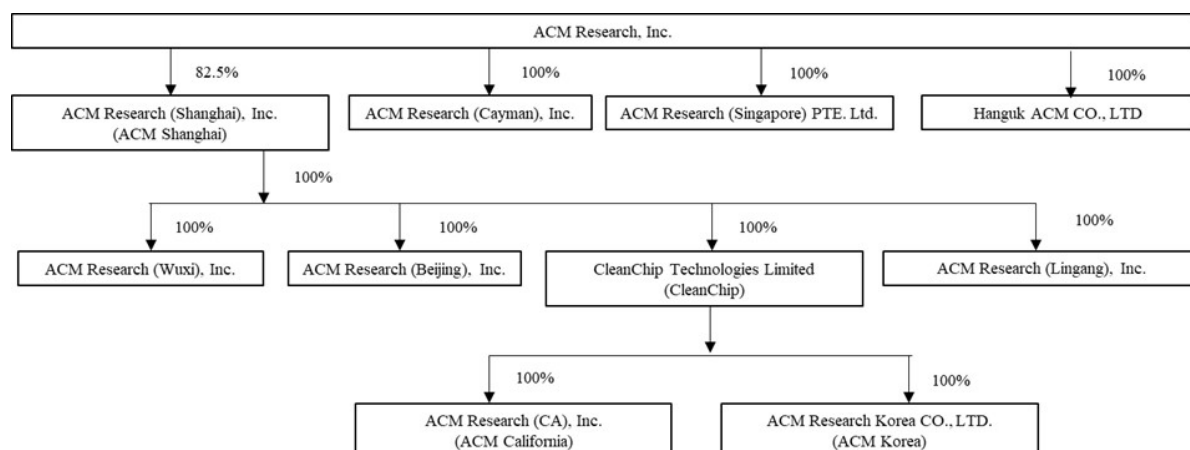 ACM Research, Inc.
82.5%
100%
100%
100%
ACM Research (Shanghai), Inc.
(ACM Shanghai)
ACM Research (Cayman), Inc.
ACM Research (Singapore) PTE. Ltd.
Hanguk ACM CO., LTD
100%
100%
100%
100%
100%
ACM Research (Wuxi), Inc.
ACM Research (Beijing), Inc.
CleanChip Technologies Limited
(CleanChip)
ACM Research (Lingang), Inc.
100%
100%
ACM Research (CA), Inc.
(ACM California)
ACM Research Korea CO., LTD.
(ACM Korea)